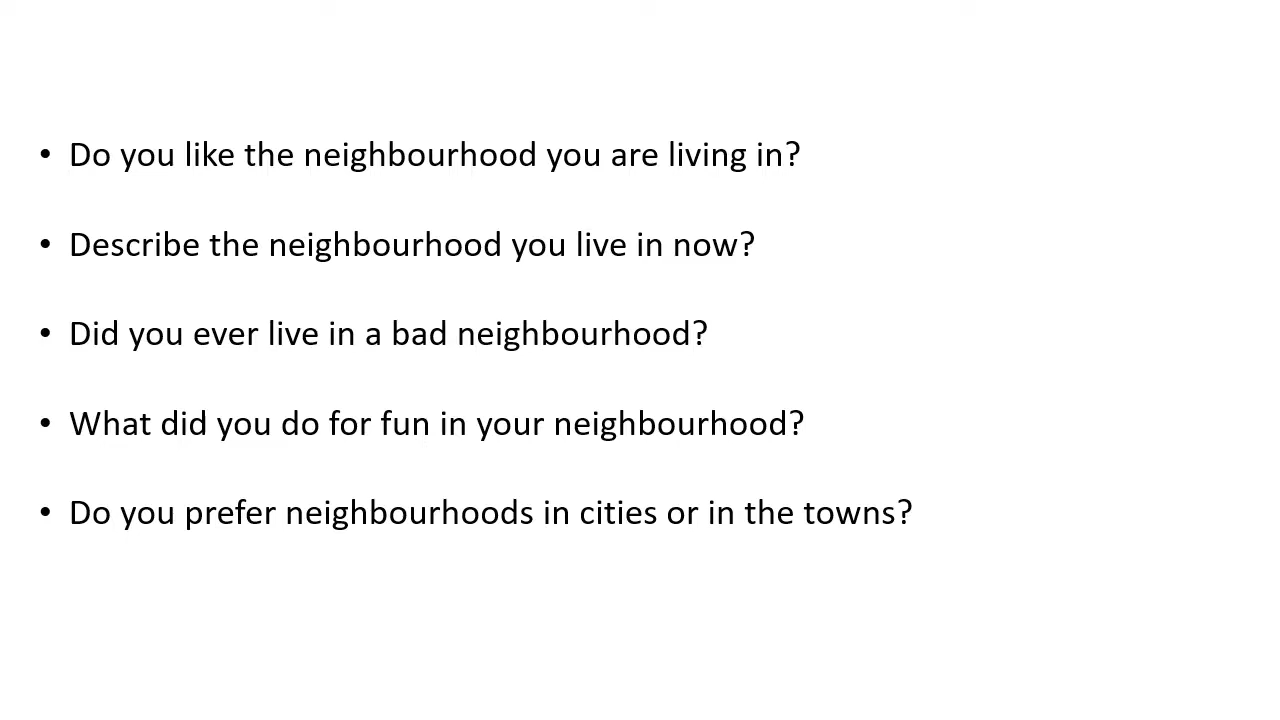 • Do you like the neighbourhood you are living in?
• Describe the neighbourhood you live in now?
• Did you ever live in a bad neighbourhood?
• What did you do for fun in your neighbourhood?
• Do you prefer neighbourhoods in cities or in the towns?